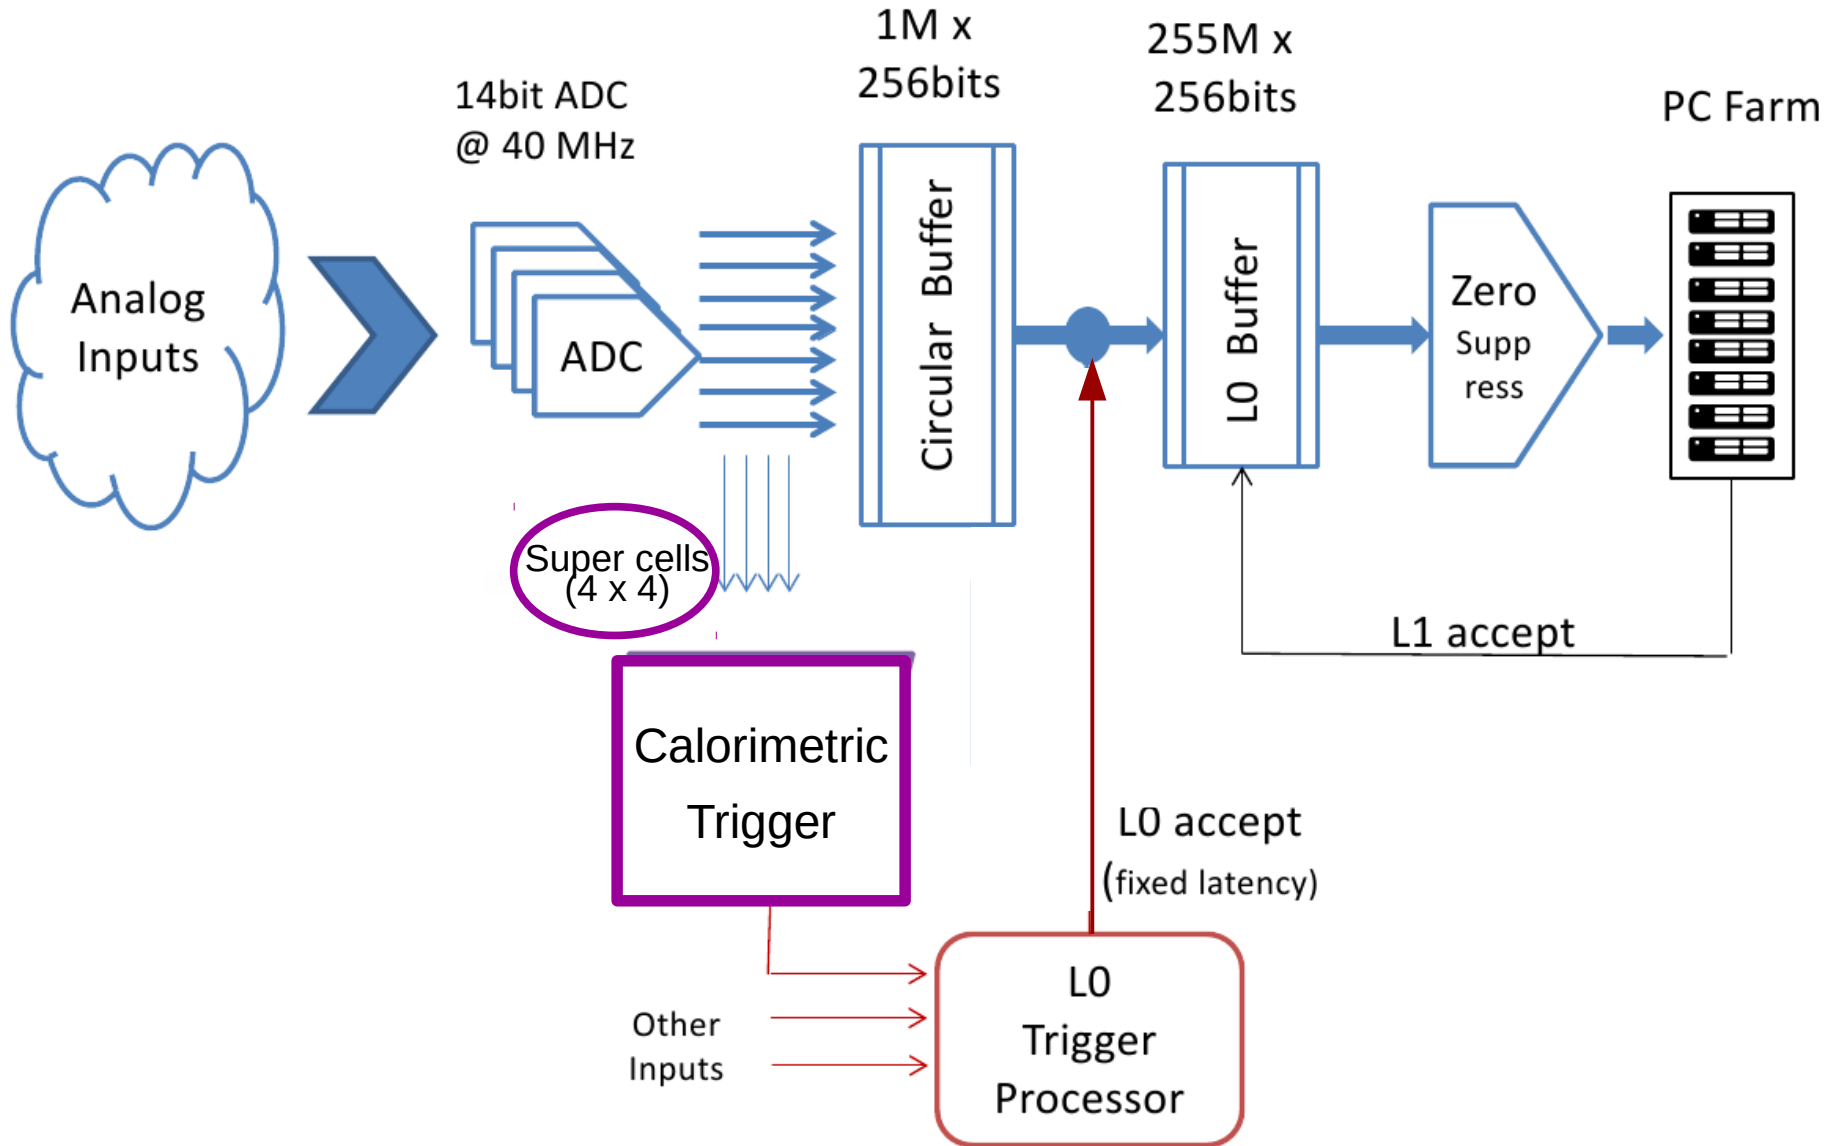 1M x
256bits
255M x
256bits
14bit ADC
@ 40 MHz
PC Farm
Analog
Inputs
ADC
Circular Buffer
L0 Buffer
Zero
Supp
ress
Super cells
(4 x 4)
L1 accept
Calorimetric
Trigger
L0 accept
(fixed latency)
Other
Inputs
L0
Trigger
Processor